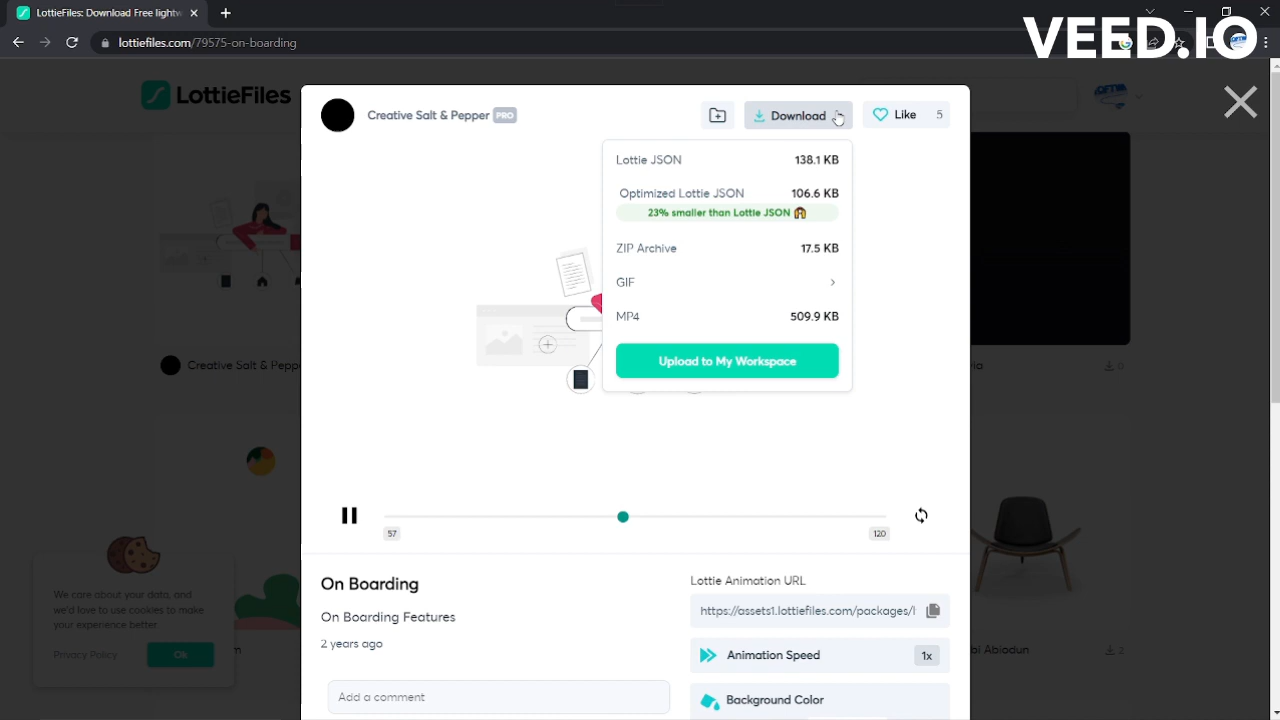 LottieFiles: Download Free lightw
VEED.IO
lottiefiles.com/79575-on-boarding
LottieFiles
Creative Salt & Pepper PRO
Download
Like 5
Lottie JSON 138.1 KB
Optimized Lottie JSON 106.6 KB
23% smaller than Lottie JSON
ZIP Archive 17.5 KB
GIF
MP4 509.9 KB
Upload to My Workspace
Creative Salt & Pepp
0
57
120
We care about your data, and
we'd love to use cookies to make
your experience better.
Privacy Policy
Ok
On Boarding
On Boarding Features
2 years ago
Add a comment
Lottie Animation URL
https://assets1.lottiefiles.com/packages/l
Animation Speed 1x
Background Color
Abiodun
2